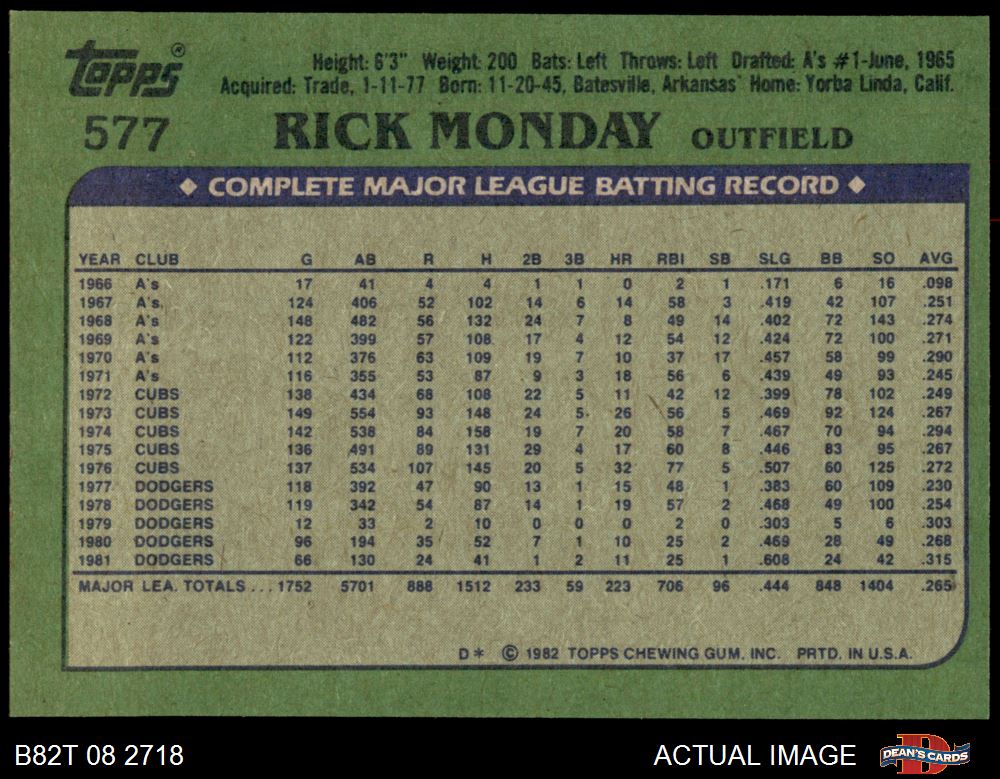 Topps®
Height: 6'3" Weight: 200 Bats: Left Throws: Left Drafted: A's #1-June, 1965
Acquired: Trade, 1-11-77 Born: 11-20-45, Batesville, Arkansas Home: Yorba Linda, Calif.
577 RICK MONDAY OUTFIELD
◆ COMPLETE MAJOR LEAGUE BATTING RECORD ◆
YEAR CLUB G AB R H 2B 3B HR RBI SB SLG BB SO AVG
1966 A's 17 41 4 4 1 1 0 2 1 .171 6 16 .098
1967 A's 124 406 52 102 14 6 14 58 3 .419 42 107 .251
1968 A's 148 482 56 132 24 7 8 49 14 .402 72 143 .274
1969 A's 122 399 57 108 17 4 12 54 12 .424 72 100 .271
1970 A's 112 376 63 109 19 7 10 37 17 .457 58 99 .290
1971 A's 116 355 53 87 9 3 18 56 6 .439 49 93 .245
1972 CUBS 138 434 68 108 22 5 11 42 12 .399 78 102 .249
1973 CUBS 149 554 93 148 24 5 26 56 5 .469 92 124 .267
1974 CUBS 142 538 84 158 19 7 20 58 7 .467 70 94 .294
1975 CUBS 136 491 89 131 29 4 17 60 8 .446 83 95 .267
1976 CUBS 137 534 107 145 20 5 32 77 5 .507 60 125 .272
1977 DODGERS 118 392 47 90 13 1 15 48 1 .383 60 109 .230
1978 DODGERS 119 342 54 87 14 1 19 57 2 .468 49 100 .254
1979 DODGERS 12 33 2 10 0 0 0 2 0 .303 5 6 .303
1980 DODGERS 96 194 35 52 7 1 10 25 2 .469 28 49 .268
1981 DODGERS 66 130 24 41 1 2 11 25 1 .608 24 42 .315
MAJOR LEA. TOTALS ... 1752 5701 888 1512 233 59 223 706 96 .444 848 1404 .265
D* © 1982 TOPPS CHEWING GUM, INC. PRTD. IN U.S.A.
B82T 08 2718 ACTUAL IMAGE DEAN'S CARDS